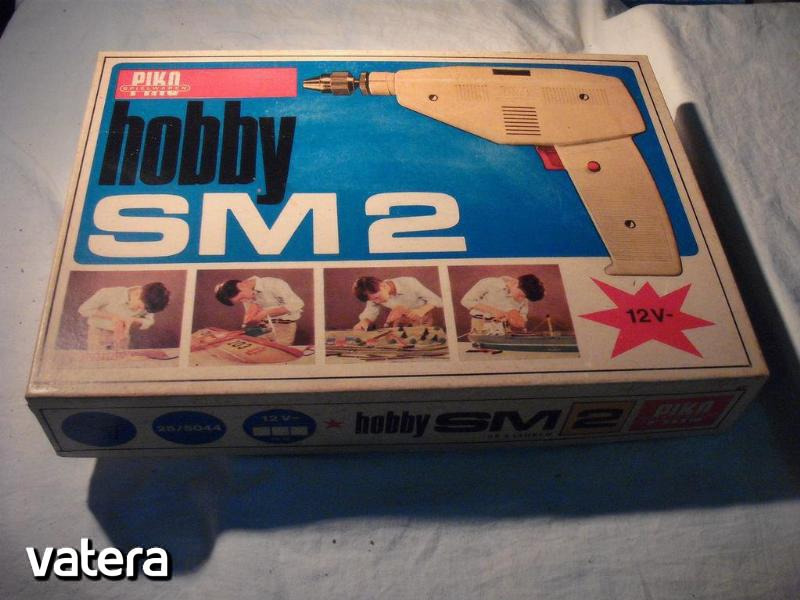 PIKO
SPIELWAREN
hobby
SM 2
12V-
25/5044
12 V-
hobby SM 2
PIKO
vatera